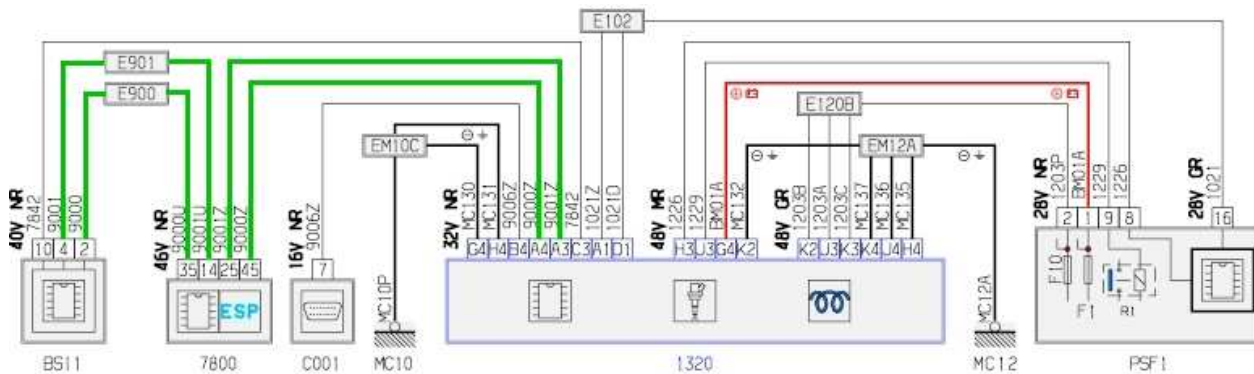 E102
E901
E900
E120B
EM10C
EM12A
40V NR
7842
9001
9000
46V NR
9000U
9001U
9001Z
9000Z
16V NR
9006Z
MC10P
32V NR
MC130
MC131
9006Z
9000Z
9001Z
7842
1021Z
1021D
48V MR
1226
1229
BM01A
MC132
48V GR
1203B
1203A
1203C
MC137
MC136
MC135
MC12A
28V NR
1203P
BM01A
1229
1226
28V GR
1021
10 4 2
35 14 25 45
7
G4 H4 B4 A4 A3 C3 A1 D1
H3 J3 G4 K2
K2 J3 K3 K4 J4 H4
2 1 9 8
16
ESP
F10
F1
R1
BSI1
7800
C001
MC10
1320
MC12
PSF1